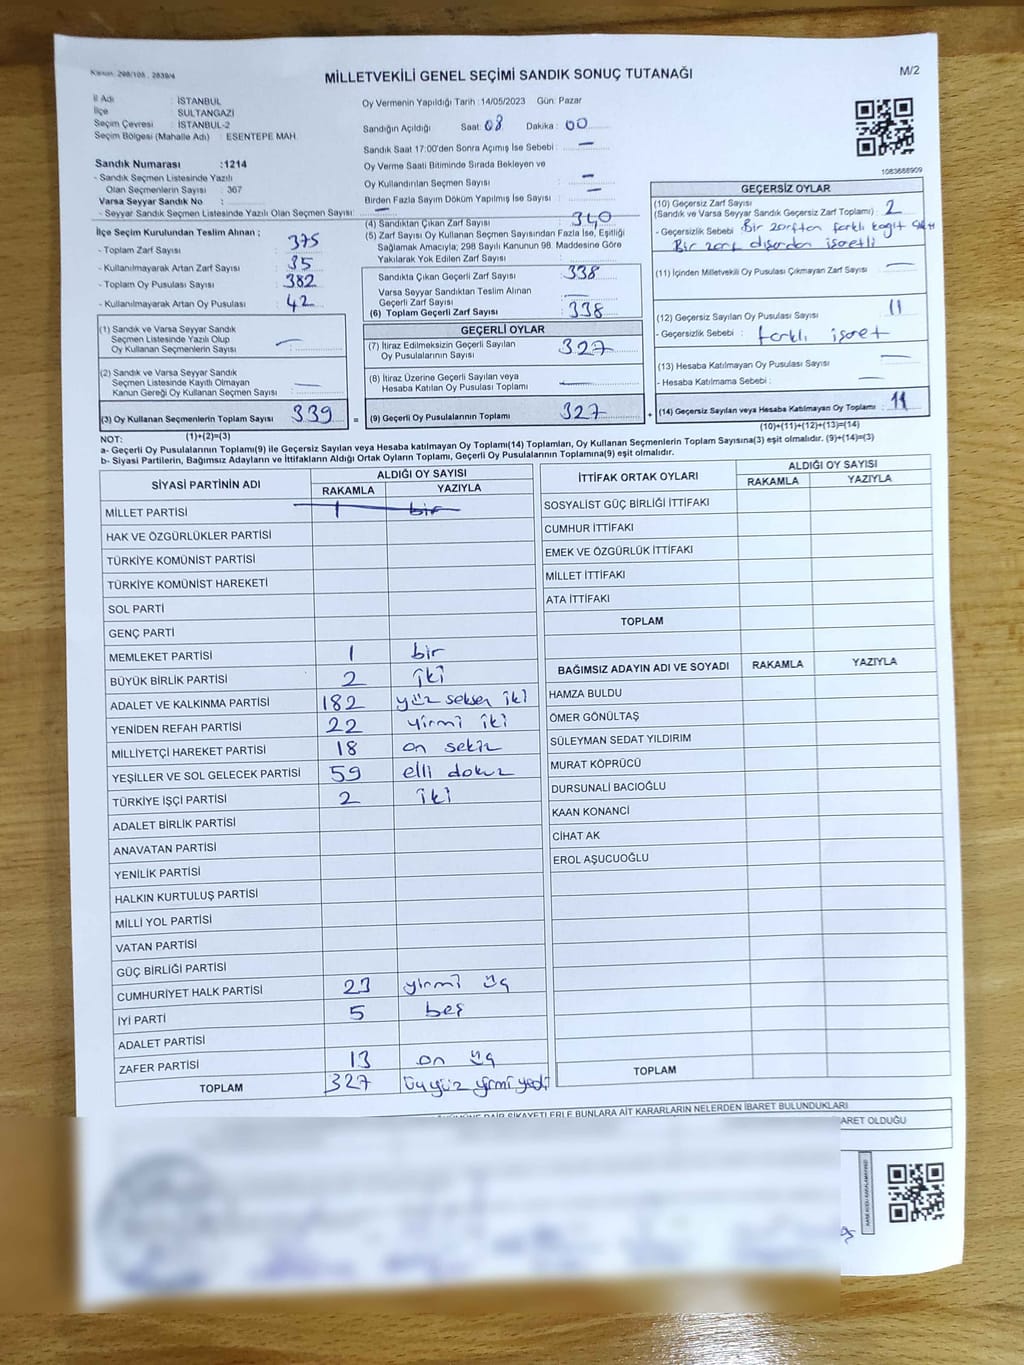 Kanun: 298/105 , 2839/4
MİLLETVEKİLİ GENEL SEÇİMİ SANDIK SONUÇ TUTANAĞI
M/2
İl Adı : İSTANBUL
İlçe : SULTANGAZİ
Seçim Çevresi : İSTANBUL-2
Seçim Bölgesi (Mahalle Adı) : ESENTEPE MAH.
Oy Vermenin Yapıldığı Tarih : 14/05/2023 Gün: Pazar
Sandığın Açıldığı Saat: 08 Dakika : 00
Sandık Saat 17:00'den Sonra Açımış İse Sebebi : —
Oy Verme Saati Bitiminde Sırada Bekleyen ve
Oy Kullandırılan Seçmen Sayısı —
Birden Fazla Sayım Döküm Yapılmış İse Sayısı : —
Sandık Numarası :1214
- Sandık Seçmen Listesinde Yazılı
Olan Seçmenlerin Sayısı : 367
Varsa Seyyar Sandık No :
- Seyyar Sandık Seçmen Listesinde Yazılı Olan Seçmen Sayısı : —
1083688909
İlçe Seçim Kurulundan Teslim Alınan ;
- Toplam Zarf Sayısı : 375
- Kullanılmayarak Artan Zarf Sayısı : 35
- Toplam Oy Pusulası Sayısı : 382
- Kullanılmayarak Artan Oy Pusulası : 42
(4) Sandıktan Çıkan Zarf Sayısı : 340
(5) Zarf Sayısı Oy Kullanan Seçmen Sayısından Fazla İse, Eşitliği
Sağlamak Amacıyla; 298 Sayılı Kanunun 98. Maddesine Göre
Yakılarak Yok Edilen Zarf Sayısı :
Sandıkta Çıkan Geçerli Zarf Sayısı : 338
Varsa Seyyar Sandıktan Teslim Alınan
Geçerli Zarf Sayısı : —
(6) Toplam Geçerli Zarf Sayısı : 338
GEÇERSİZ OYLAR
(10) Geçersiz Zarf Sayısı
(Sandık ve Varsa Seyyar Sandık Geçersiz Zarf Toplamı) : 2
- Geçersizlik Sebebi : Bir zarftan farklı kagıt
Bir zarf dışardan işaretli
(11) İçinden Milletvekili Oy Pusulası Çıkmayan Zarf Sayısı : —
(12) Geçersiz Sayılan Oy Pusulası Sayısı : 11
- Geçersizlik Sebebi : farklı işaret
(13) Hesaba Katılmayan Oy Pusulası Sayısı : —
- Hesaba Katılmama Sebebi : —
(14) Geçersiz Sayılan veya Hesaba Katılmayan Oy Toplamı : 11
(10)+(11)+(12)+(13)=(14)
(1) Sandık ve Varsa Seyyar Sandık
Seçmen Listesinde Yazılı Olup
Oy Kullanan Seçmenlerin Sayısı : —
(2) Sandık ve Varsa Seyyar Sandık
Seçmen Listesinde Kayıtlı Olmayan
Kanun Gereği Oy Kullanan Seçmen Sayısı : —
(3) Oy Kullanan Seçmenlerin Toplam Sayısı : 339 =
(1)+(2)=(3)
GEÇERLİ OYLAR
(7) İtiraz Edilmeksizin Geçerli Sayılan
Oy Pusulalarının Sayısı : 327
(8) İtiraz Üzerine Geçerli Sayılan veya
Hesaba Katılan Oy Pusulası Toplamı : —
(9) Geçerli Oy Pusulalarının Toplamı : 327 +
NOT:
a- Geçerli Oy Pusulalarının Toplamı(9) ile Geçersiz Sayılan veya Hesaba katılmayan Oy Toplamı(14) Toplamları, Oy Kullanan Seçmenlerin Toplam Sayısına(3) eşit olmalıdır. (9)+(14)=(3)
b- Siyasi Partilerin, Bağımsız Adayların ve İttifakların Aldığı Ortak Oyların Toplamı, Geçerli Oy Pusulalarının Toplamına(9) eşit olmalıdır.
SİYASİ PARTİNİN ADI ALDIĞI OY SAYISI
RAKAMLA YAZIYLA
MİLLET PARTİSİ 1 bir
HAK VE ÖZGÜRLÜKLER PARTİSİ
TÜRKİYE KOMÜNİST PARTİSİ
TÜRKİYE KOMÜNİST HAREKETİ
SOL PARTİ
GENÇ PARTİ
MEMLEKET PARTİSİ 1 bir
BÜYÜK BİRLİK PARTİSİ 2 iki
ADALET VE KALKINMA PARTİSİ 182 yüz seksen iki
YENİDEN REFAH PARTİSİ 22 yirmi iki
MİLLİYETÇİ HAREKET PARTİSİ 18 on sekiz
YEŞİLLER VE SOL GELECEK PARTİSİ 59 elli dokuz
TÜRKİYE İŞÇİ PARTİSİ 2 iki
ADALET BİRLİK PARTİSİ
ANAVATAN PARTİSİ
YENİLİK PARTİSİ
HALKIN KURTULUŞ PARTİSİ
MİLLİ YOL PARTİSİ
VATAN PARTİSİ
GÜÇ BİRLİĞİ PARTİSİ
CUMHURİYET HALK PARTİSİ 23 yirmi üç
İYİ PARTİ 5 beş
ADALET PARTİSİ
ZAFER PARTİSİ 13 on üç
TOPLAM 327 üçyüz yirmi yedi
İTTİFAK ORTAK OYLARI ALDIĞI OY SAYISI
RAKAMLA YAZIYLA
SOSYALİST GÜÇ BİRLİĞİ İTTİFAKI
CUMHUR İTTİFAKI
EMEK VE ÖZGÜRLÜK İTTİFAKI
MİLLET İTTİFAKI
ATA İTTİFAKI
TOPLAM
BAĞIMSIZ ADAYIN ADI VE SOYADI RAKAMLA YAZIYLA
HAMZA BULDU
ÖMER GÖNÜLTAŞ
SÜLEYMAN SEDAT YILDIRIM
MURAT KÖPRÜCÜ
DURSUNALİ BACIOĞLU
KAAN KONANCİ
CİHAT AK
EROL AŞUCUOĞLU
TOPLAM
DAİR ŞİKAYETLERLE BUNLARA AİT KARARLARIN NELERDEN İBARET BULUNDUKLARI
OLDUĞU